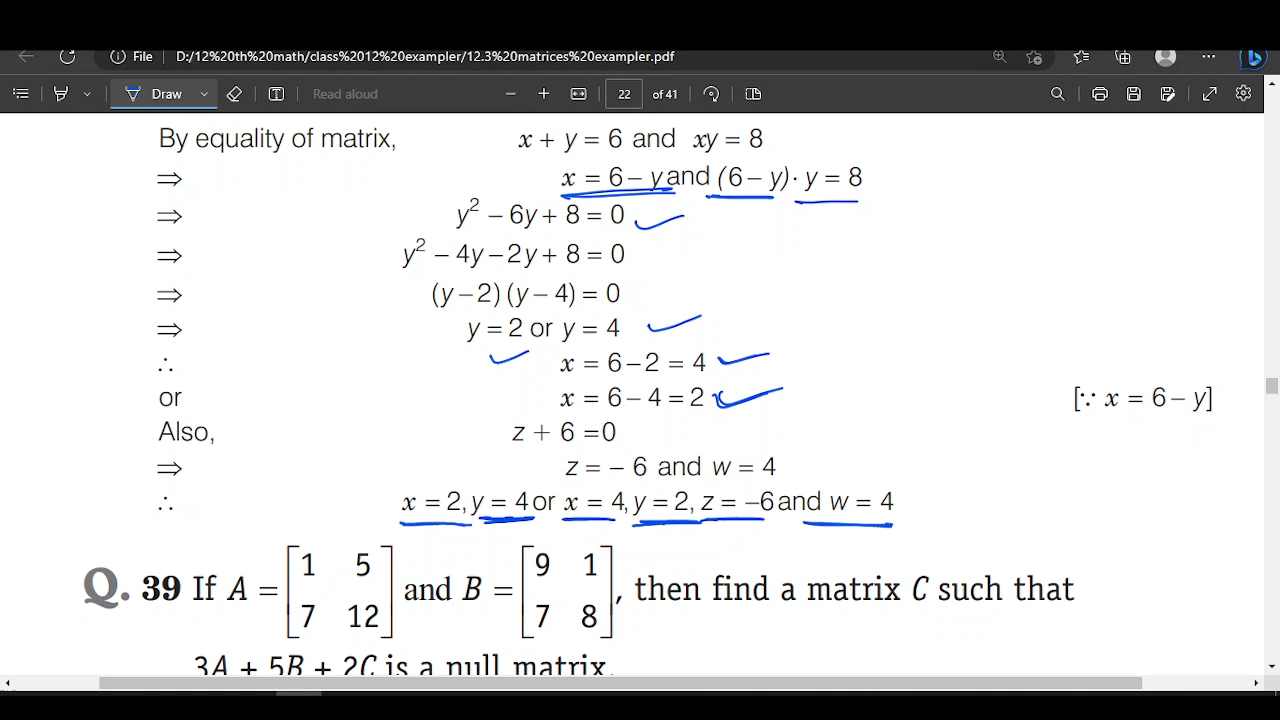 File D:/12%20th%20math/class%2012%20exampler/12.3%20matrices%20exampler.pdf
Draw Read aloud 22 of 41
By equality of matrix, x + y = 6 and xy = 8
⇒ x = 6 – y and (6 – y) · y = 8
⇒ y² – 6y + 8 = 0
⇒ y² – 4y – 2y + 8 = 0
⇒ (y – 2) (y – 4) = 0
⇒ y = 2 or y = 4
∴ x = 6 – 2 = 4
or x = 6 – 4 = 2 [∵ x = 6 – y]
Also, z + 6 = 0
⇒ z = – 6 and w = 4
∴ x = 2, y = 4 or x = 4, y = 2, z = –6 and w = 4
Q. 39 If A = [1 5 7 12] and B = [9 1 7 8], then find a matrix C such that
3A + 5B + 2C is a null matrix.